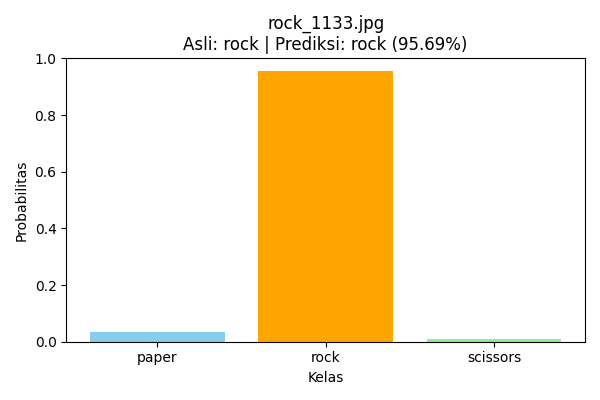 rock_1133.jpg
Asli: rock | Prediksi: rock (95.69%)
Probabilitas
1.0
0.8
0.6
0.4
0.2
0.0
paper rock scissors
Kelas